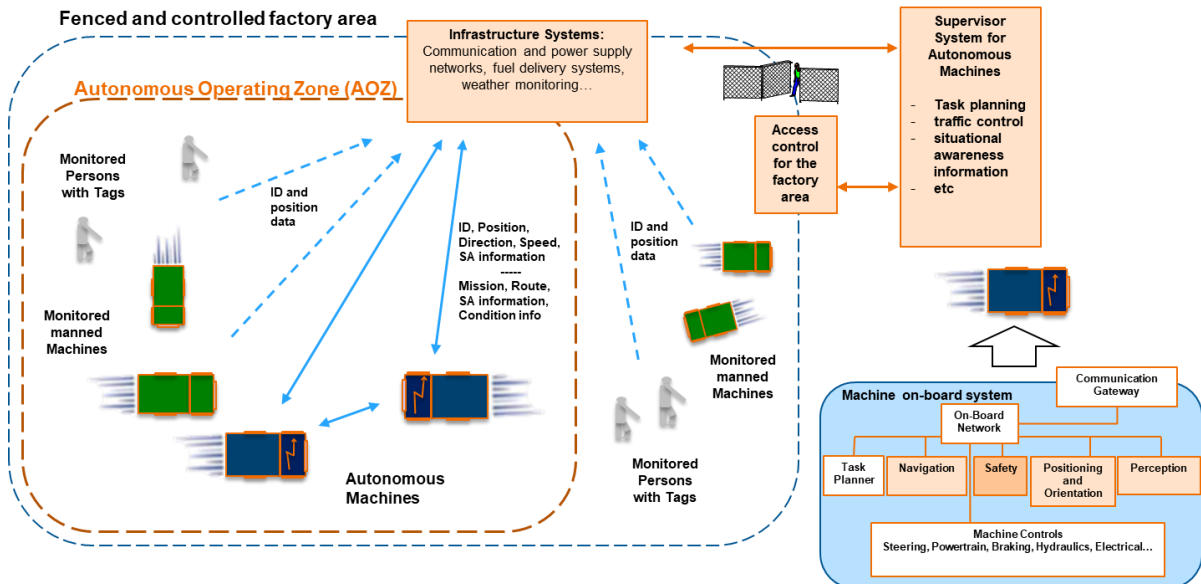 Fenced and controlled factory area
Infrastructure Systems:
Communication and power supply
networks, fuel delivery systems,
weather monitoring…
Supervisor
System for
Autonomous
Machines
- Task planning
- traffic control
- situational
awareness
information
- etc
Autonomous Operating Zone (AOZ)
Access
control
for the
factory
area
Monitored
Persons
with Tags
ID and
position
data
ID, Position,
Direction, Speed,
SA information
-----
Mission, Route,
SA information,
Condition info
ID and
position
data
Monitored
manned
Machines
Monitored
manned
Machines
Autonomous
Machines
Monitored
Persons
with Tags
Machine on-board system
Communication
Gateway
On-Board
Network
Task
Planner
Navigation
Safety
Positioning
and
Orientation
Perception
Machine Controls
Steering, Powertrain, Braking, Hydraulics, Electrical…